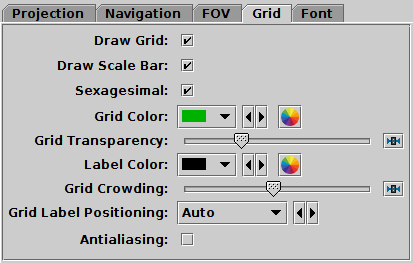 Projection Navigation FOV Grid Font
Draw Grid:
Draw Scale Bar:
Sexagesimal:
Grid Color:
Grid Transparency:
Label Color:
Grid Crowding:
Grid Label Positioning: Auto
Antialiasing: